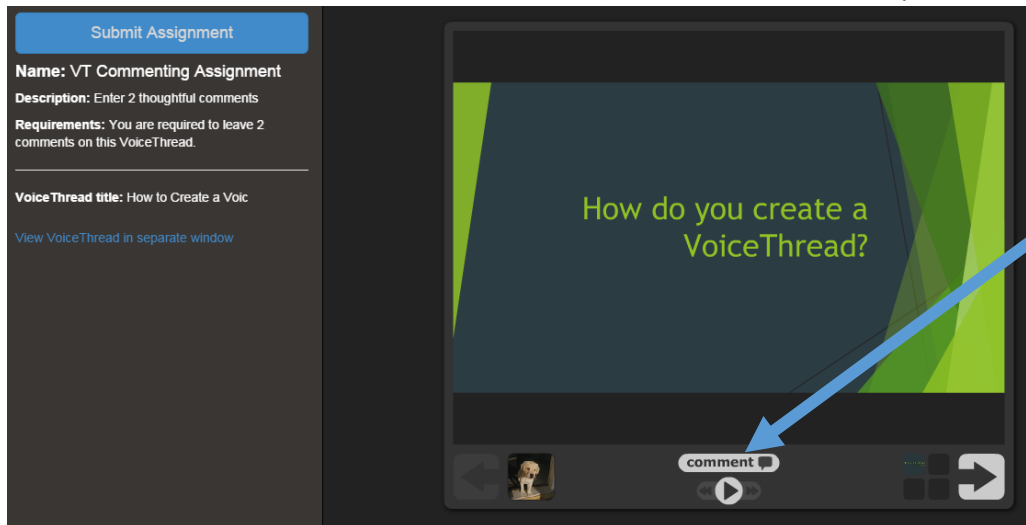 Submit Assignment
Name: VT Commenting Assignment
Description: Enter 2 thoughtful comments
Requirements: You are required to leave 2
comments on this VoiceThread.
VoiceThread title: How to Create a Voic
View VoiceThread in separate window
How do you create a
VoiceThread?
comment